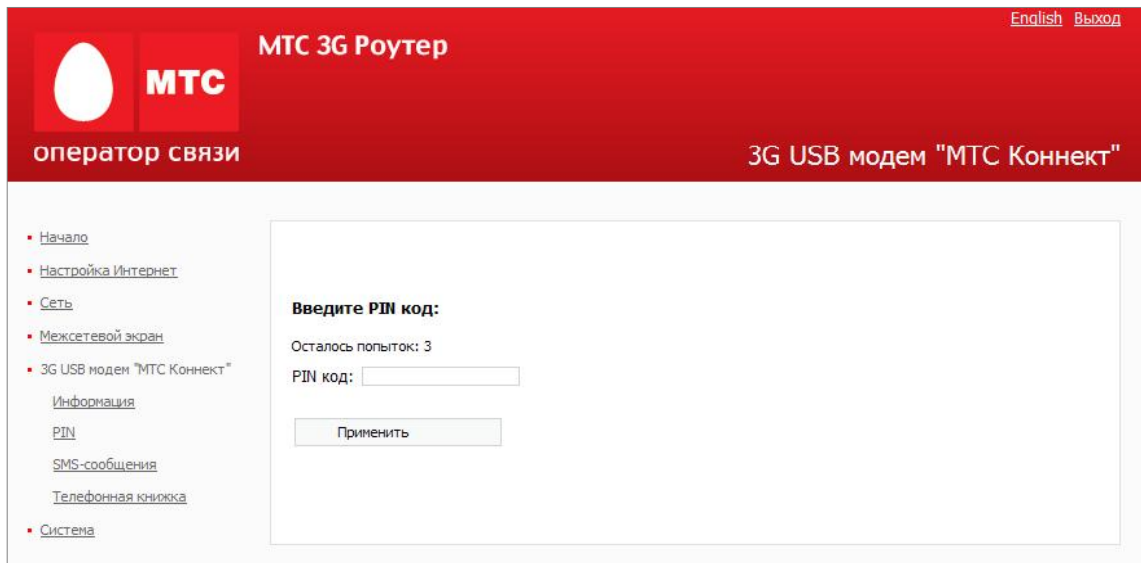 English Выход
МТС 3G Роутер
МТС
оператор связи
3G USB модем "МТС Коннект"
Начало
Настройка Интернет
Сеть
Межсетевой экран
3G USB модем "МТС Коннект"
Информация
PIN
SMS-сообщения
Телефонная книжка
Система
Введите PIN код:
Осталось попыток: 3
PIN код:
Применить